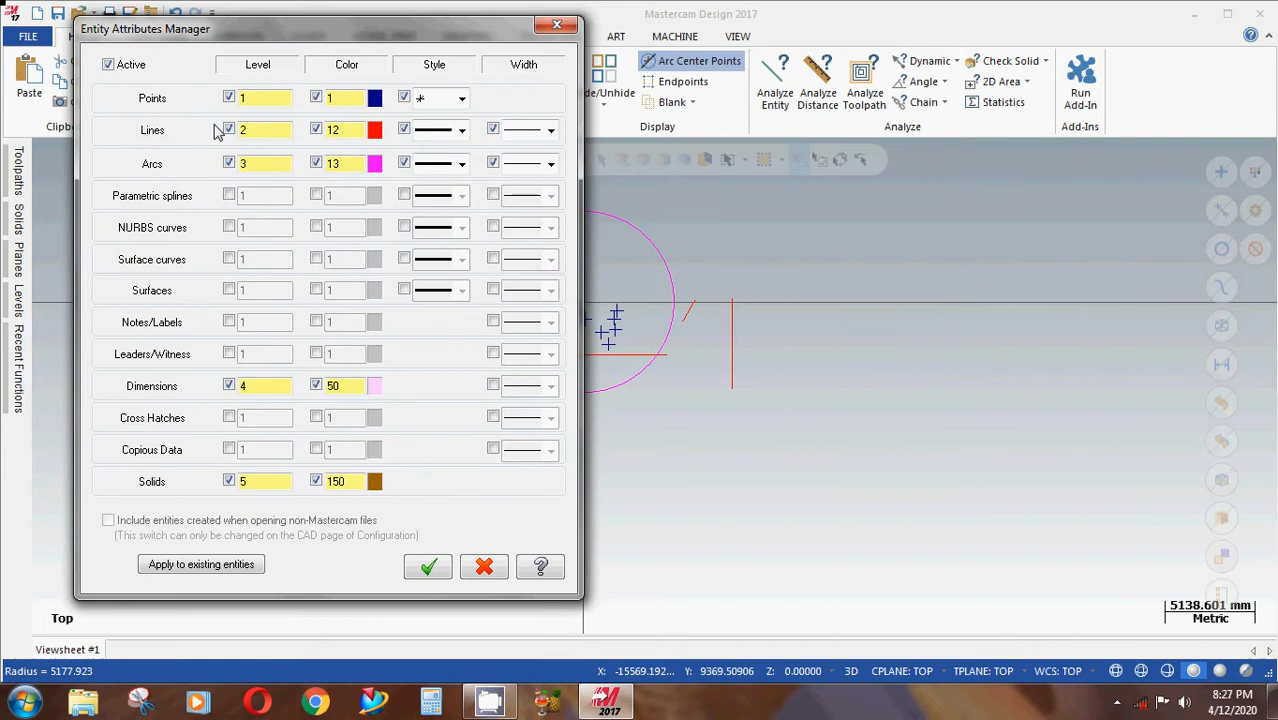 Mastercam Design 2017
17
Entity Attributes Manager
FILE
ART
MACHINE
VIEW
Active
Level
Color
Style
Width
Arc Center Points
Endpoints
Blank
Dynamic
Angle
Chain
Check Solid
2D Area
Statistics
Paste
de/Unhide
Analyze Entity
Analyze Distance
Analyze Toolpath
Run Add-In
Display
Analyze
Add-Ins
Points 1 1
Lines 2 12
Arcs 3 13
Parametric splines 1 1
NURBS curves 1 1
Surface curves 1 1
Surfaces 1 1
Notes/Labels 1 1
Leaders/Witness 1 1
Dimensions 4 50
Cross Hatches 1 1
Copious Data 1 1
Solids 5 150
Toolpaths
Solids
Planes
Levels
Recent Functions
Include entities created when opening non-Mastercam files
(This switch can only be changed on the CAD page of Configuration)
Apply to existing entities
Top
5138.601 mm
Metric
Viewsheet #1
Radius = 5177.923
X: -15569.192...
Y: 9369.50906
Z: 0.00000
3D
CPLANE: TOP
TPLANE: TOP
WCS: TOP
2017
8:27 PM
4/12/2020